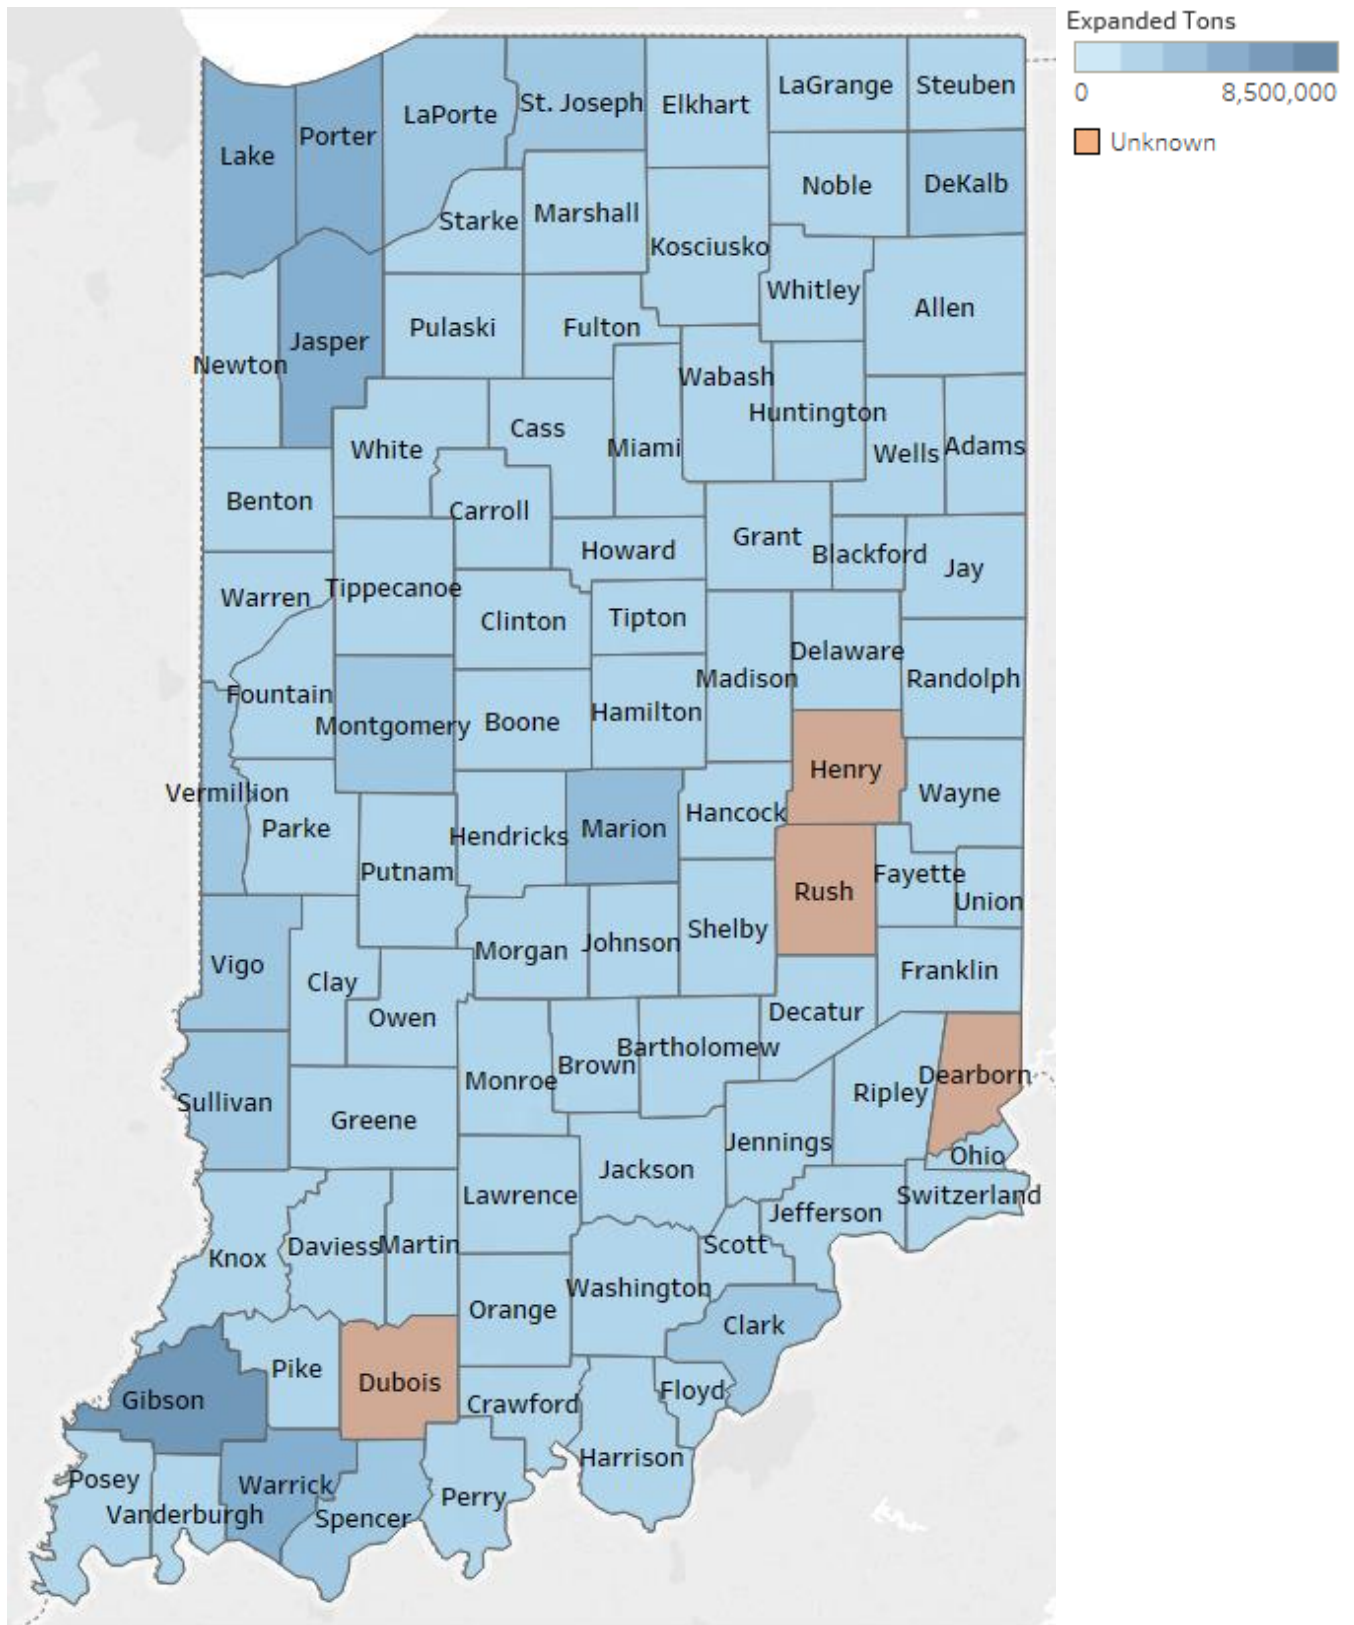 Expanded Tons
0 8,500,000
Unknown
LaPorte
St. Joseph
Elkhart
LaGrange
Steuben
Lake
Porter
Starke
Marshall
Noble
DeKalb
Kosciusko
Whitley
Allen
Newton
Jasper
Pulaski
Fulton
Wabash
Huntington
White
Cass
Miami
Wells
Adams
Benton
Carroll
Howard
Grant
Blackford
Jay
Warren
Tippecanoe
Clinton
Tipton
Delaware
Madison
Randolph
Fountain
Montgomery
Boone
Hamilton
Henry
Vermillion
Parke
Hendricks
Marion
Hancock
Wayne
Putnam
Rush
Fayette
Union
Vigo
Clay
Morgan
Johnson
Shelby
Franklin
Owen
Decatur
Sullivan
Greene
Monroe
Brown
Bartholomew
Ripley
Dearborn
Jennings
Ohio
Jackson
Lawrence
Switzerland
Jefferson
Knox
Daviess
Martin
Scott
Orange
Washington
Clark
Gibson
Pike
Dubois
Crawford
Floyd
Harrison
Posey
Vanderburgh
Warrick
Spencer
Perry